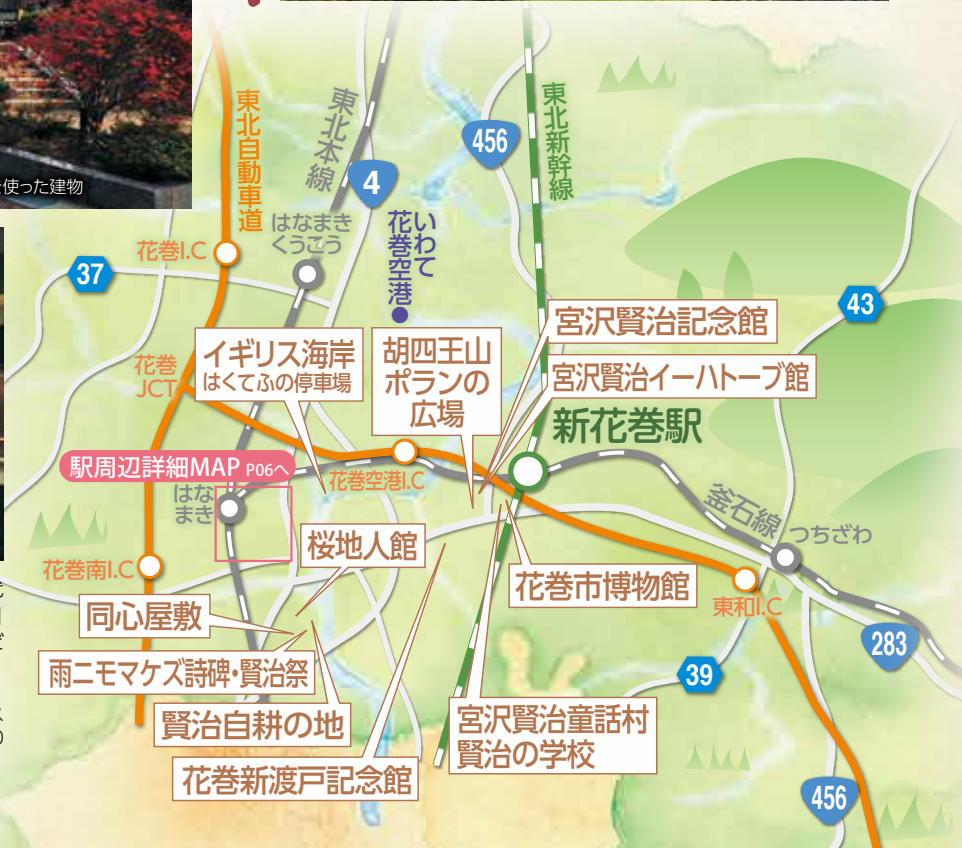 を使った建物
東北自動車道
東北本線
4
456
東北新幹線
はなまき
くうこう
いわて
花巻空港
花巻I.C
37
43
宮沢賢治記念館
イギリス海岸
はくてふの停車場
胡四王山
ポランの
広場
宮沢賢治イーハトーブ館
花巻
JCT
新花巻駅
駅周辺詳細MAP P06へ
花巻空港I.C
はな
まき
釜石線
つちざわ
桜地人館
花巻南I.C
花巻市博物館
東和I.C
同心屋敷
283
雨ニモマケズ詩碑・賢治祭
39
賢治自耕の地
宮沢賢治童話村
賢治の学校
花巻新渡戸記念館
456